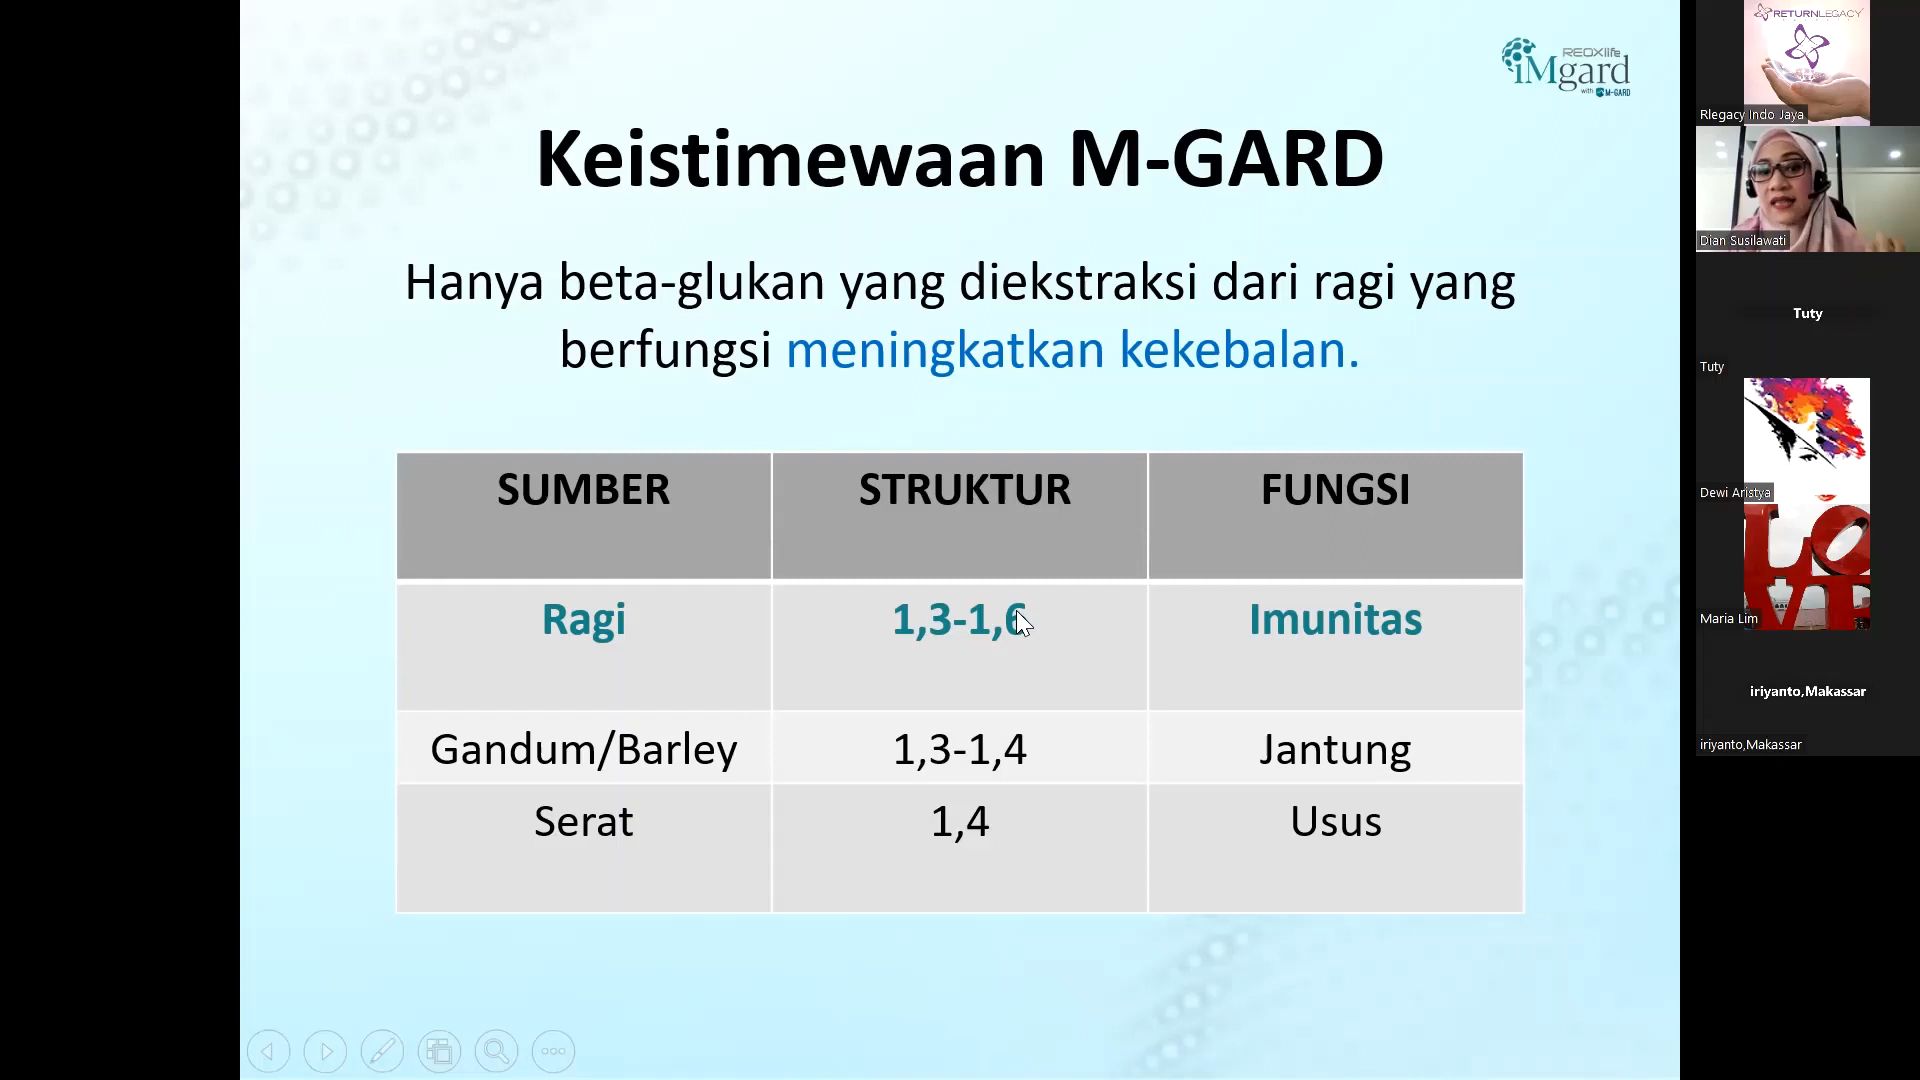 REOXlife
iMgard
with M-GARD
Keistimewaan M-GARD
Hanya beta-glukan yang diekstraksi dari ragi yang
berfungsi meningkatkan kekebalan.
SUMBER STRUKTUR FUNGSI
Ragi 1,3-1,6 Imunitas
Gandum/Barley 1,3-1,4 Jantung
Serat 1,4 Usus
RETURNLEGACY
Rlegacy Indo Jaya
Dian Susilawati
Tuty
Tuty
Dewi Aristya
LO
VE
Maria Lim
iriyanto,Makassar
iriyanto,Makassar